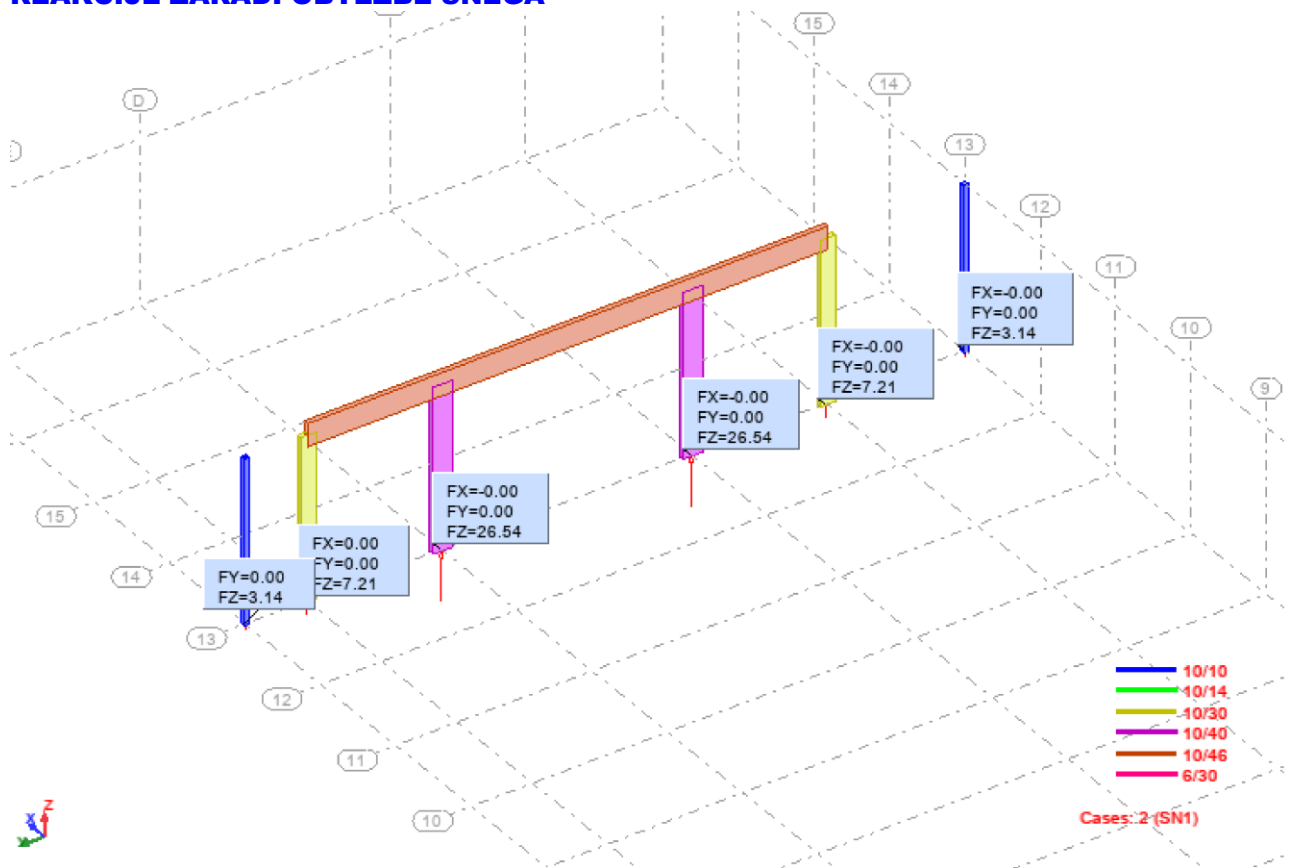 REAKCIJE ZARADI OBTEŽBE SNEGA
15
D
14
13
12
11
10
9
FX=-0.00
FY=0.00
FZ=3.14
FX=-0.00
FY=0.00
FZ=7.21
FX=-0.00
FY=0.00
FZ=26.54
FX=-0.00
FY=0.00
FZ=26.54
FX=0.00
FY=0.00
FZ=7.21
FY=0.00
FZ=3.14
15
14
13
12
11
10
10/10
10/14
10/30
10/40
10/46
6/30
Cases: 2 (SN1)
Z
X
Y